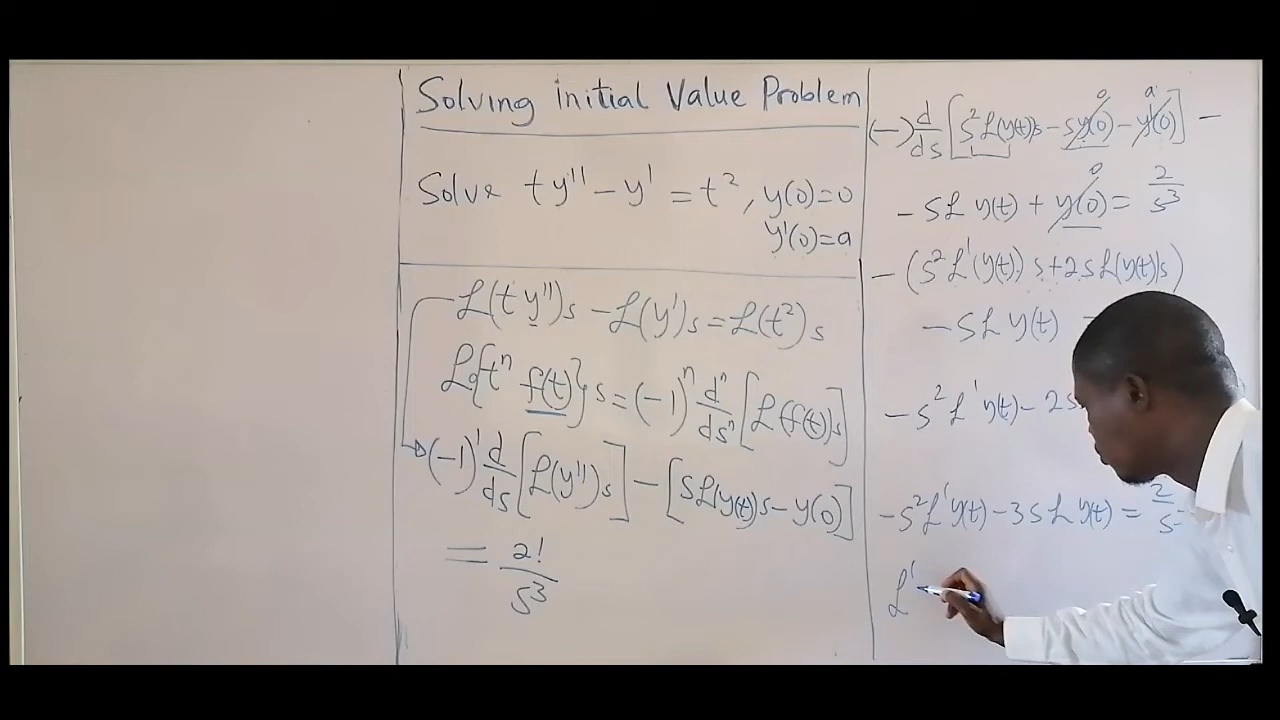 Solving initial Value Problem
Solve ty'' - y' = t², y(0)=0
y'(0)=a
ℒ(t y'')s - ℒ(y')s = ℒ(t²)s
ℒ{tⁿ f(t)}s = (-1)ⁿ dⁿ/dsⁿ [ℒ(f(t))s]
(-1)' d/ds [ℒ(y'')s] - [sℒ(y(t))s - y(0)]
= 2!/s³
(-) d/ds [s²ℒ(y(t))s - sy(0) 0 - y'(0) a] -
- sℒ y(t) + y(0) 0 = 2/s³
- (s²ℒ'(y(t))s + 2sℒ(y(t))s)
- sℒ y(t) =
- s²ℒ' y(t) - 2s
- s²ℒ' y(t) - 3sℒ y(t) = 2/s
ℒ'